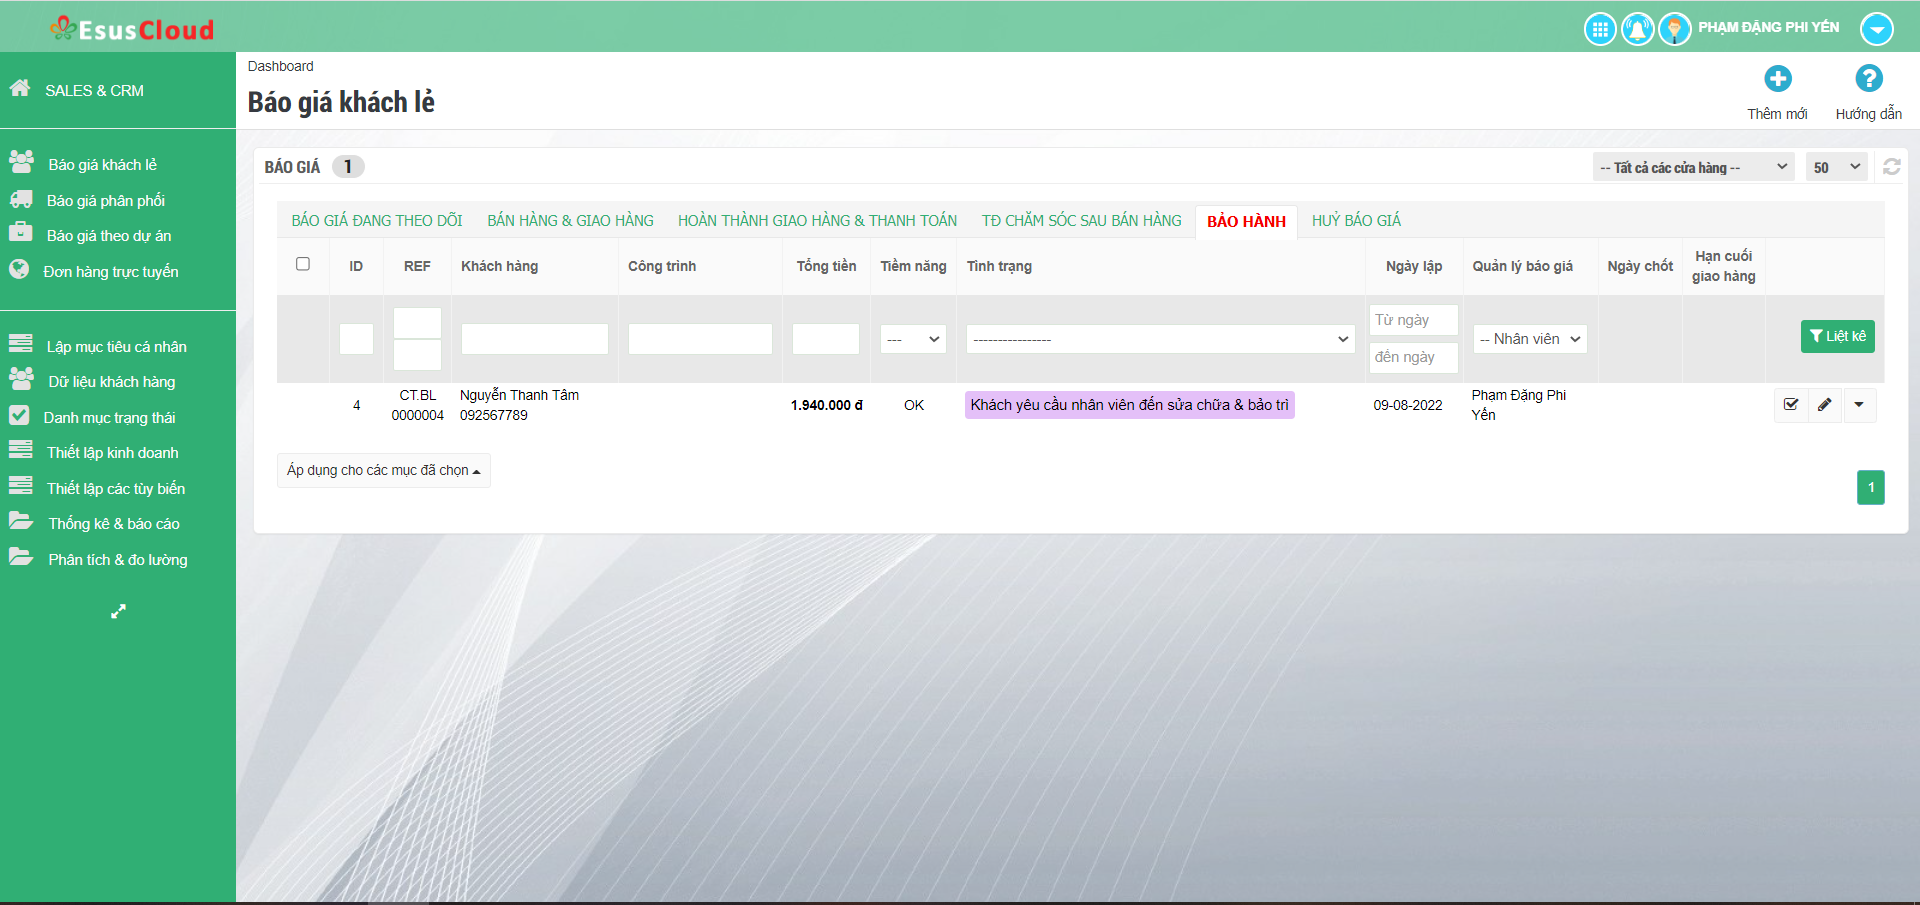 EsusCloud
PHẠM ĐẶNG PHI YẾN
SALES & CRM
Báo giá khách lẻ
Báo giá phân phối
Báo giá theo dự án
Đơn hàng trực tuyến
Lập mục tiêu cá nhân
Dữ liệu khách hàng
Danh mục trạng thái
Thiết lập kinh doanh
Thiết lập các tùy biến
Thống kê & báo cáo
Phân tích & đo lường
Dashboard
Báo giá khách lẻ
Thêm mới
Hướng dẫn
BÁO GIÁ 1
-- Tất cả các cửa hàng -- 50
BÁO GIÁ ĐANG THEO DÕI BÁN HÀNG & GIAO HÀNG HOÀN THÀNH GIAO HÀNG & THANH TOÁN TĐ CHĂM SÓC SAU BÁN HÀNG BẢO HÀNH HUỶ BÁO GIÁ
ID REF Khách hàng Công trình Tổng tiền Tiềm năng Tình trạng Ngày lập Quản lý báo giá Ngày chốt Hạn cuối
giao hàng
--- ---------------- Từ ngày -- Nhân viên Liệt kê
đến ngày
4 CT.BL Nguyễn Thanh Tâm 1.940.000 đ OK Khách yêu cầu nhân viên đến sửa chữa & bảo trì 09-08-2022 Phạm Đặng Phi
0000004 092567789 Yến
Áp dụng cho các mục đã chọn
1